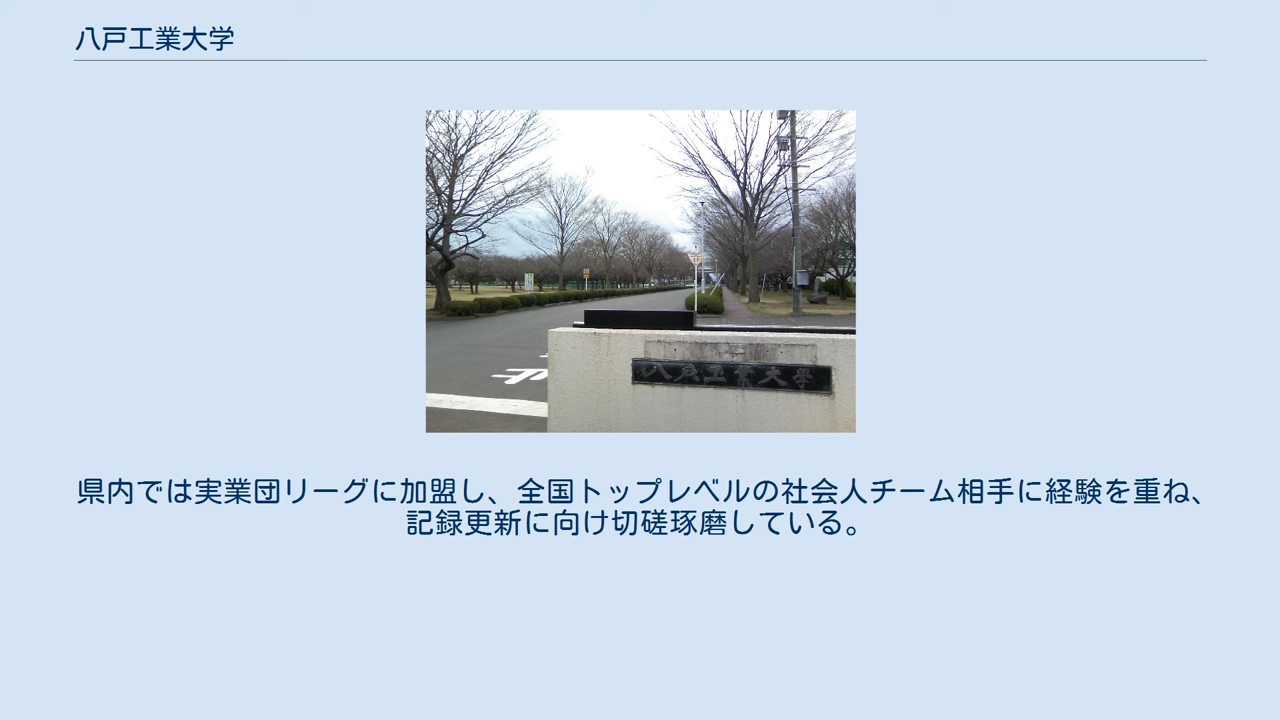 八戸工業大学
八戸工業大学
県内では実業団リーグに加盟し、全国トップレベルの社会人チーム相手に経験を重ね、
記録更新に向け切磋琢磨している。